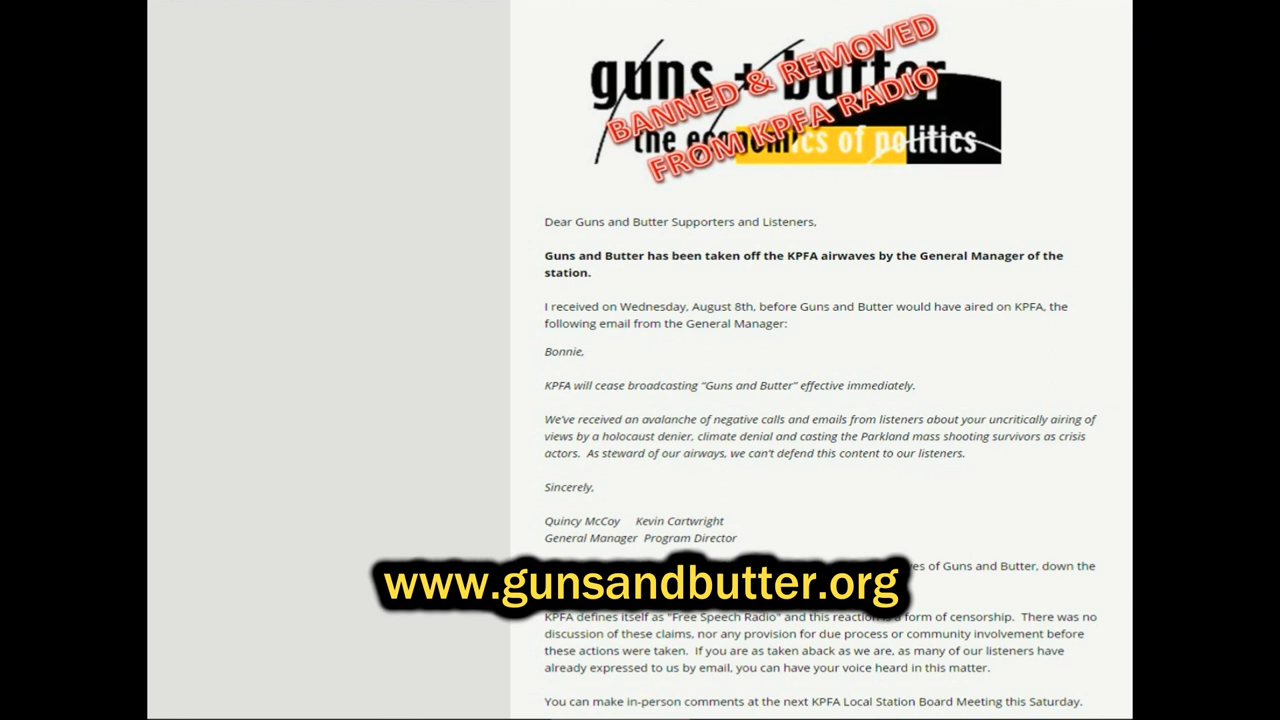 guns + butter
BANNED & REMOVED
FROM KPFA RADIO
the economics of politics
Dear Guns and Butter Supporters and Listeners,
Guns and Butter has been taken off the KPFA airwaves by the General Manager of the
station.
I received on Wednesday, August 8th, before Guns and Butter would have aired on KPFA, the
following email from the General Manager:
Bonnie,
KPFA will cease broadcasting “Guns and Butter” effective immediately.
We’ve received an avalanche of negative calls and emails from listeners about your uncritically airing of
views by a holocaust denier, climate denial and casting the Parkland mass shooting survivors as crisis
actors.  As steward of our airways, we can’t defend this content to our listeners.
Sincerely,
Quincy McCoy    Kevin Cartwright
General Manager  Program Director
of Guns and Butter, down the
www.gunsandbutter.org
KPFA defines itself as "Free Speech Radio" and this reaction is a form of censorship.  There was no
discussion of these claims, nor any provision for due process or community involvement before
these actions were taken.  If you are as taken aback as we are, as many of our listeners have
already expressed to us by email, you can have your voice heard in this matter.
You can make in-person comments at the next KPFA Local Station Board Meeting this Saturday.